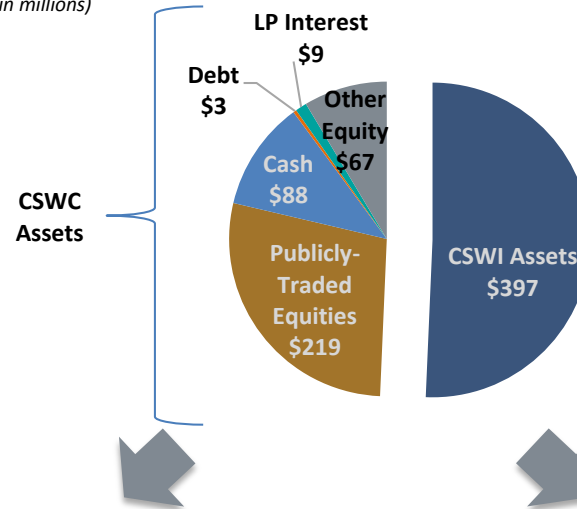 in millions)
LP Interest
$9
Debt
$3
Other
Equity
$67
Cash
$88
CSWC
Assets
Publicly-
Traded
Equities
$219
CSWI Assets
$397